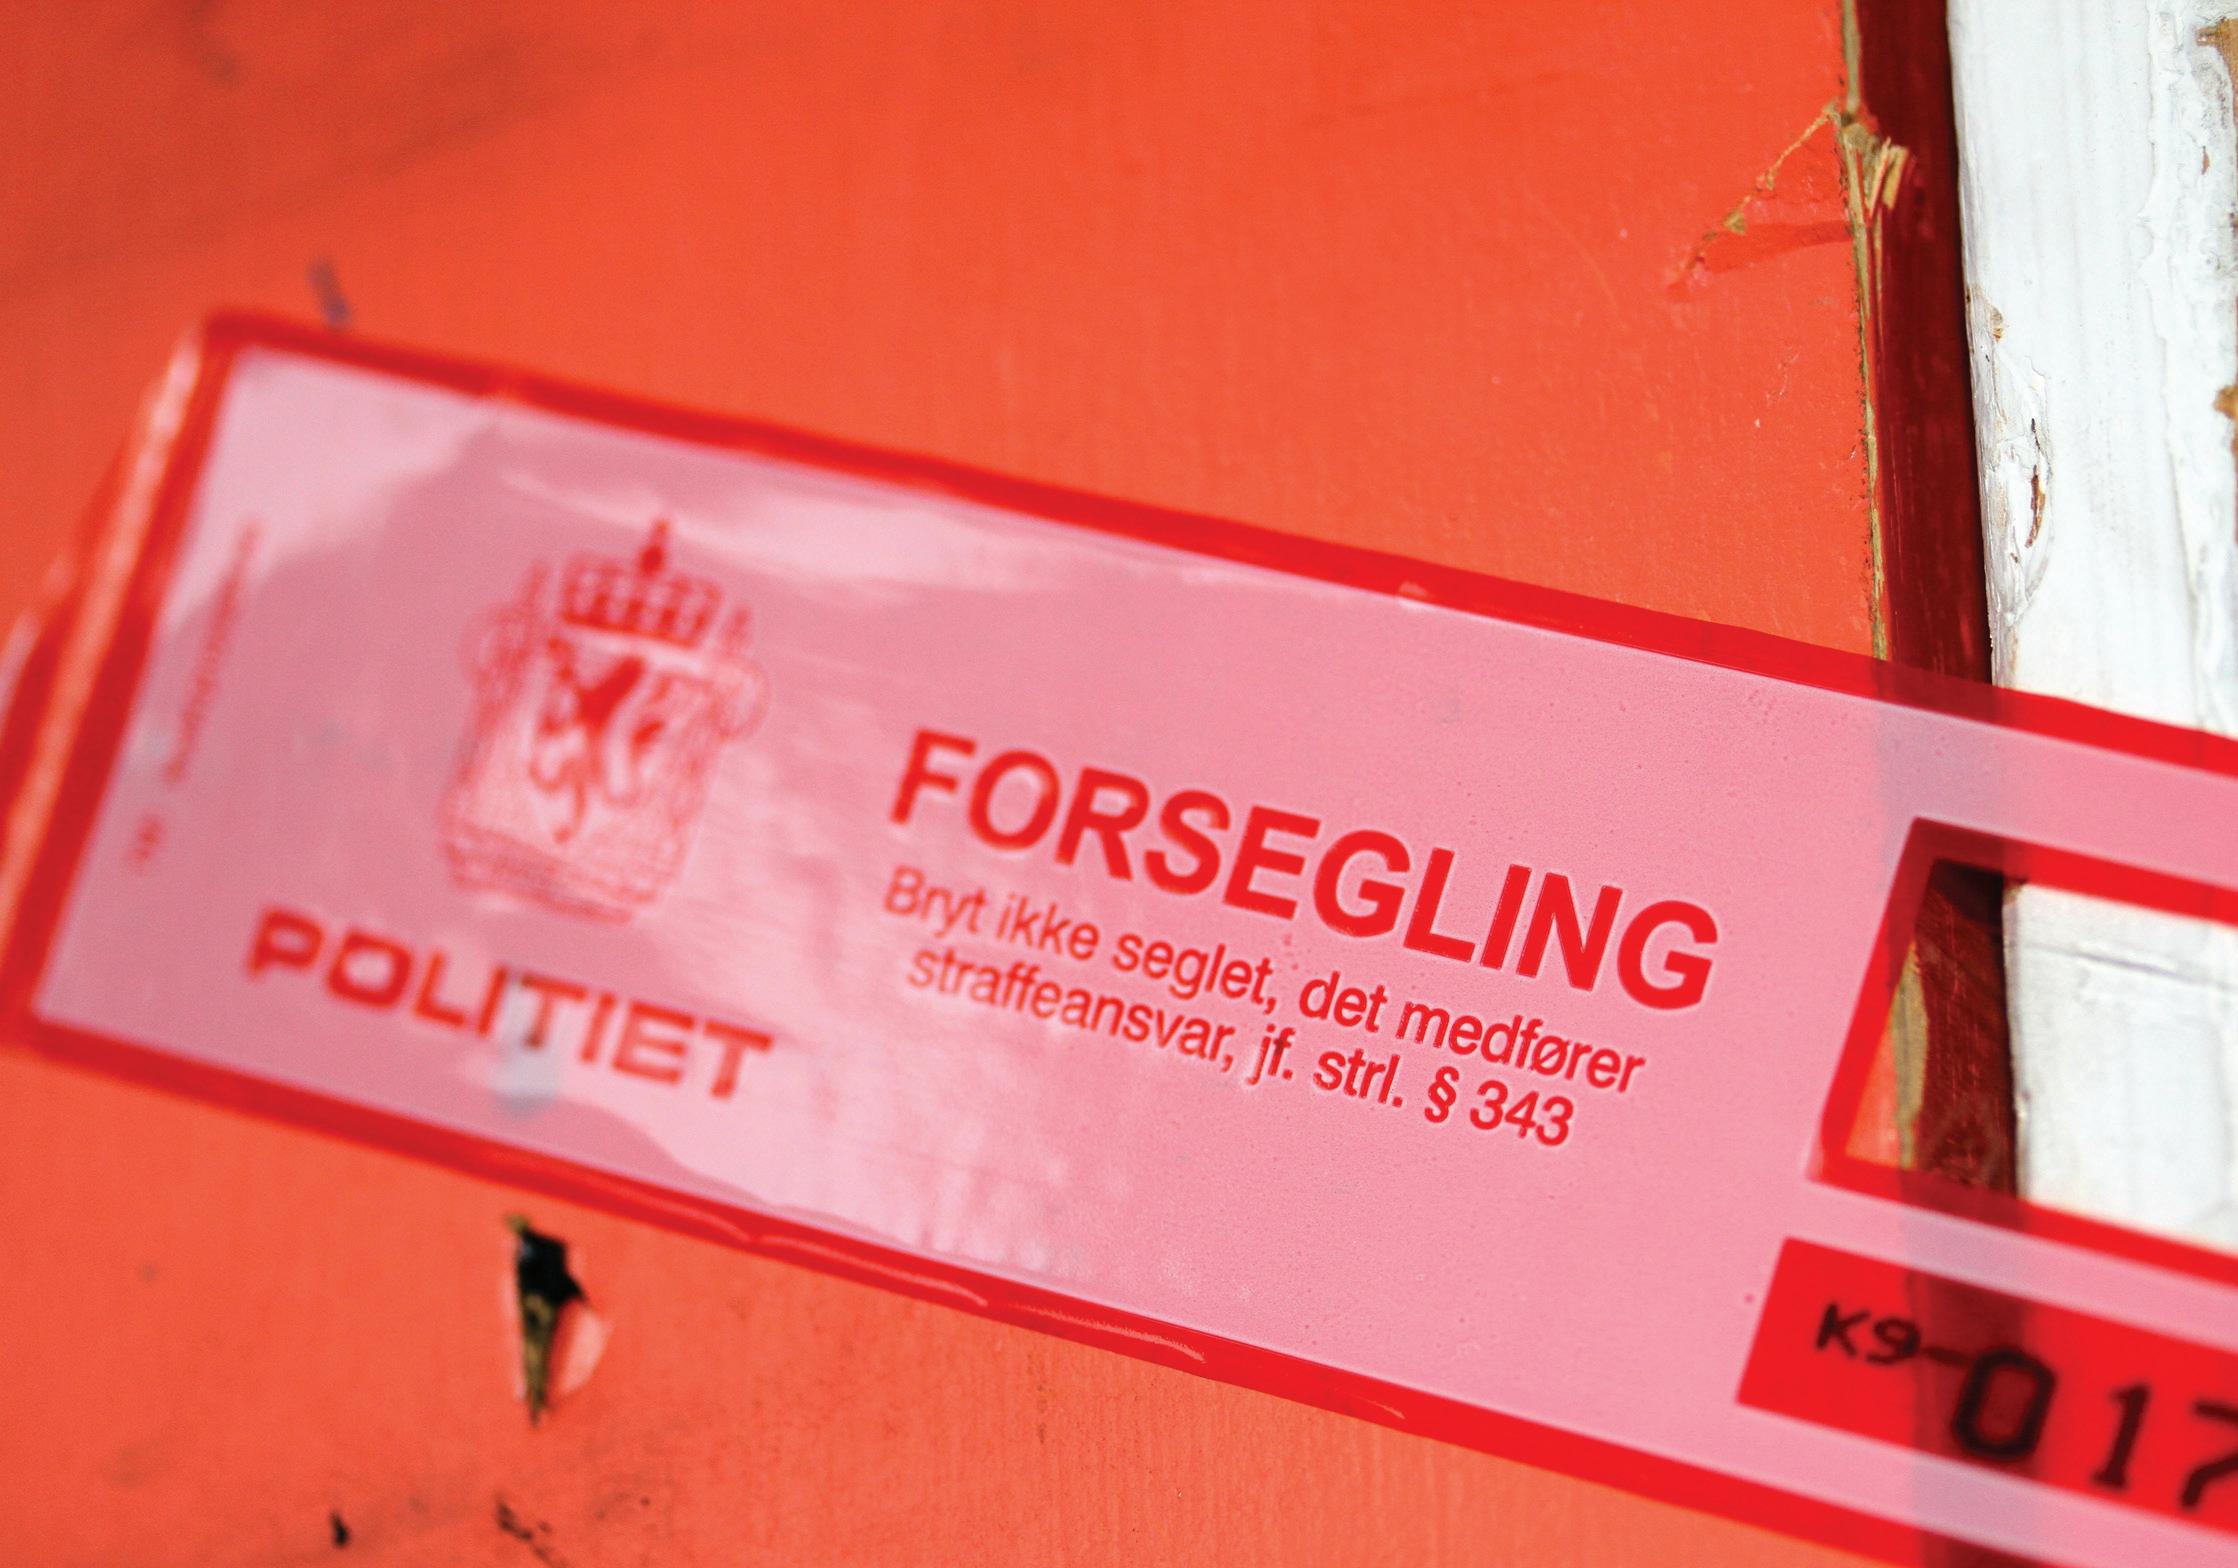 POLITIET
FORSEGLING
Bryt ikke seglet, det medfører
straffeansvar, jf. strl. § 343
K9-017